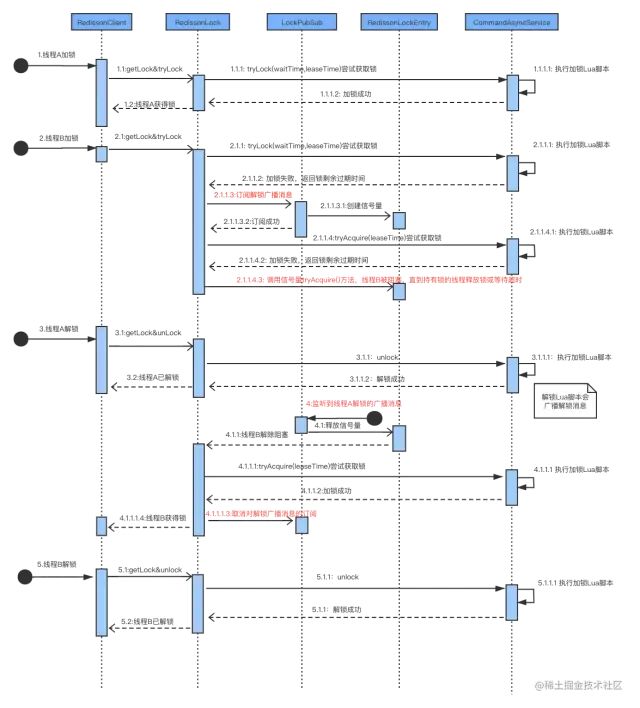 RedissonClient
RedissonLock
LockPubSub
RedissonLockEntry
CommandAsyncService
1.线程A加锁
1.1:getLock&tryLock
1.1.1: tryLock(waitTime,leaseTime)尝试获取锁
1.1.1.1: 执行加锁Lua脚本
1.1.1.2: 加锁成功
1.2:线程A获得锁
2.线程B加锁
2.1:getLock&tryLock
2.1.1: tryLock(waitTime,leaseTime)尝试获取锁
2.1.1.1: 执行加锁Lua脚本
2.1.1.2: 加锁失败，返回锁剩余过期时间
2.1.1.3:订阅解锁广播消息
2.1.1.3.1:创建信号量
2.1.1.3.2:订阅成功
2.1.1.4:tryAcquire(leaseTime)尝试获取锁
2.1.1.4.1: 执行加锁Lua脚本
2.1.1.4.2: 加锁失败，返回锁剩余过期时间
2.1.1.4.3: 调用信号量tryAcquire()方法，线程B被阻塞，直到持有锁的线程释放锁或等待超时
3.线程A解锁
3.1:getLock&unLock
3.1.1: unlock
3.1.1.1: 执行加锁Lua脚本
3.1.1.2: 解锁成功
3.2:线程A已解锁
解锁Lua脚本会
广播解锁消息
4:监听到线程A解锁的广播消息
4.1:释放信号量
4.1.1:线程B解除阻塞
4.1.1.1:tryAcquire(leaseTime)尝试获取锁
4.1.1.1 执行加锁Lua脚本
4.1.1.2:加锁成功
4.1.1.1.3:取消对解锁广播消息的订阅
4.1.1.1.4:线程B获得锁
5.线程B解锁
5.1:getLock&unlock
5.1.1: unlock
5.1.1.1 执行加锁Lua脚本
5.1.1: 解锁成功
5.2:线程B已解锁
@稀土掘金技术社区